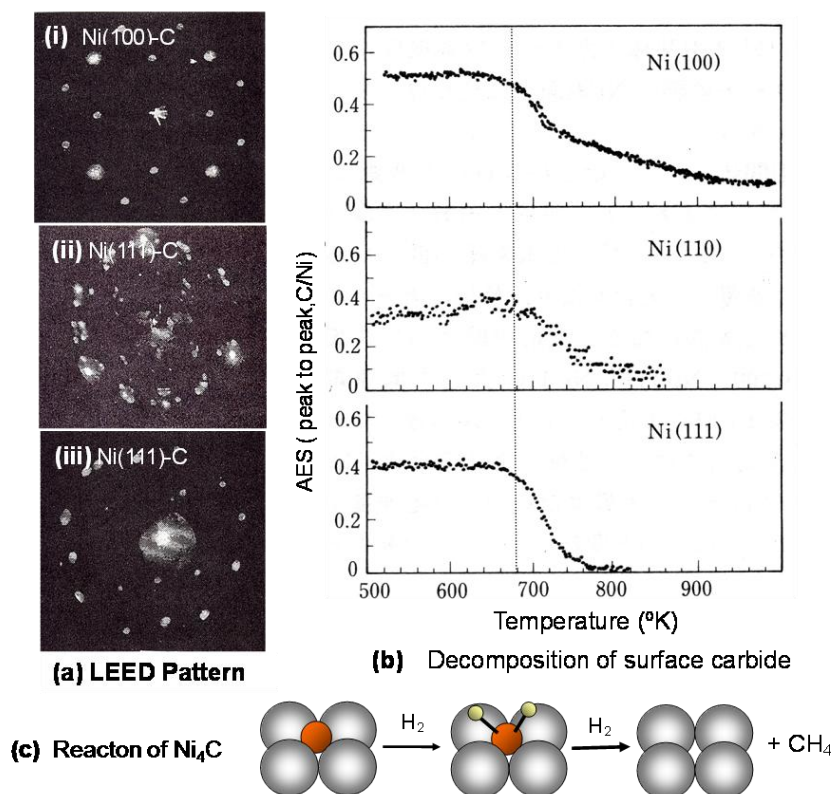 (i) Ni(100)-C
(ii) Ni(111)-C
(iii) Ni(111)-C
(a) LEED Pattern
AES ( peak to peak,C/Ni)
0.6
0.4
0.2
0
Ni(100)
0.6
0.4
0.2
0
Ni(110)
0.6
0.4
0.2
0
Ni(111)
500 600 700 800 900
Temperature (ºK)
(b) Decomposition of surface carbide
(c) Reacton of Ni4C
H2
H2
+ CH4